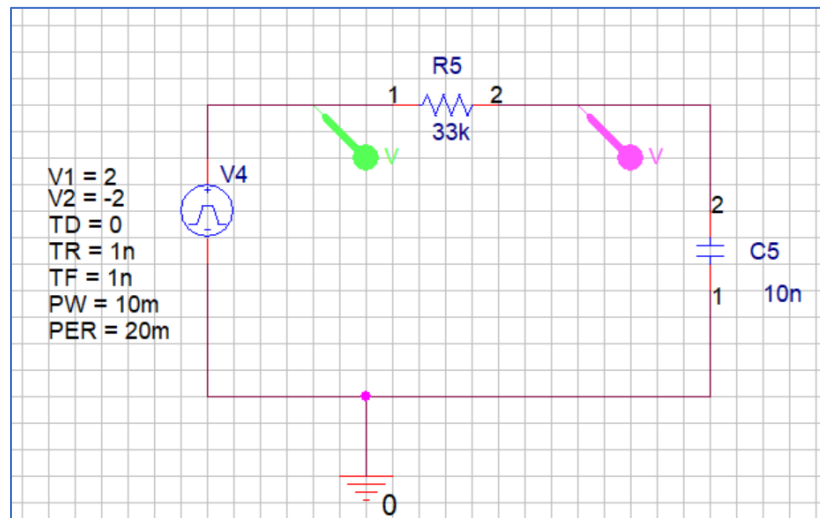 R5
1
2
33k
V
V
V4
V1 = 2
V2 = -2
TD = 0
TR = 1n
TF = 1n
PW = 10m
PER = 20m
2
C5
10n
1
0